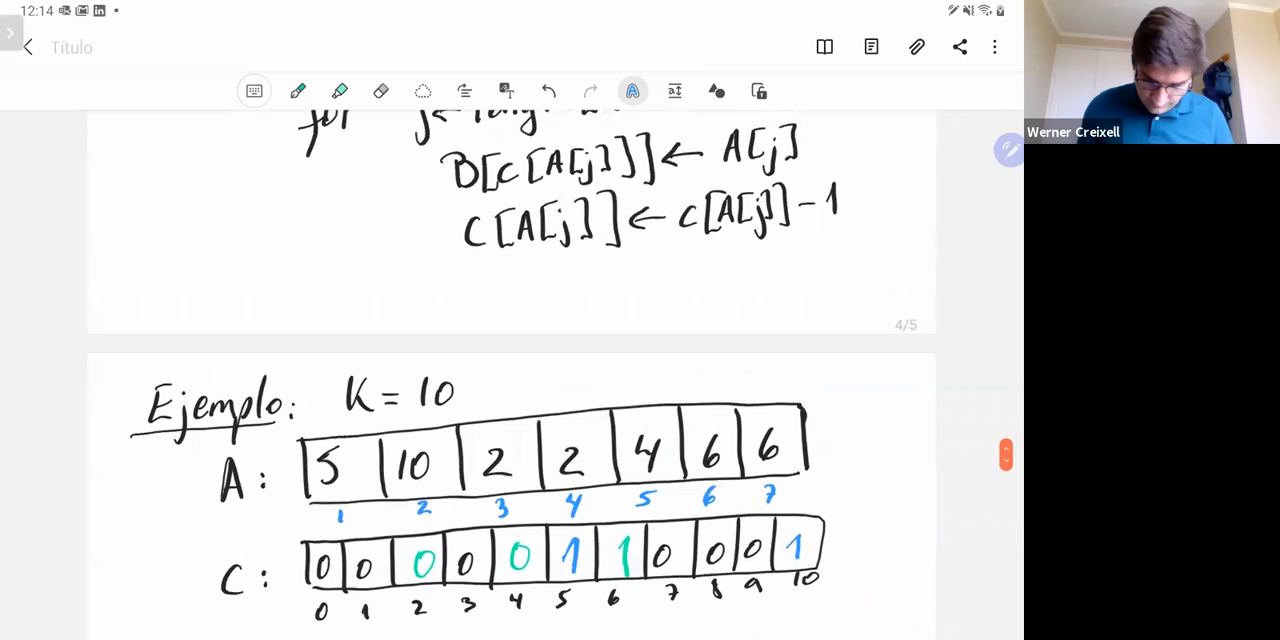 12:14
Título
for j←
B[C[A[j]]] ← A[j]
C[A[j]] ← C[A[j]] - 1
4/5
Ejemplo: K = 10
A: 5 10 2 2 4 6 6
1 2 3 4 5 6 7
C: 0 0 0 0 0 1 1 0 0 0 1
0 1 2 3 4 5 6 7 8 9 10
Werner Creixell